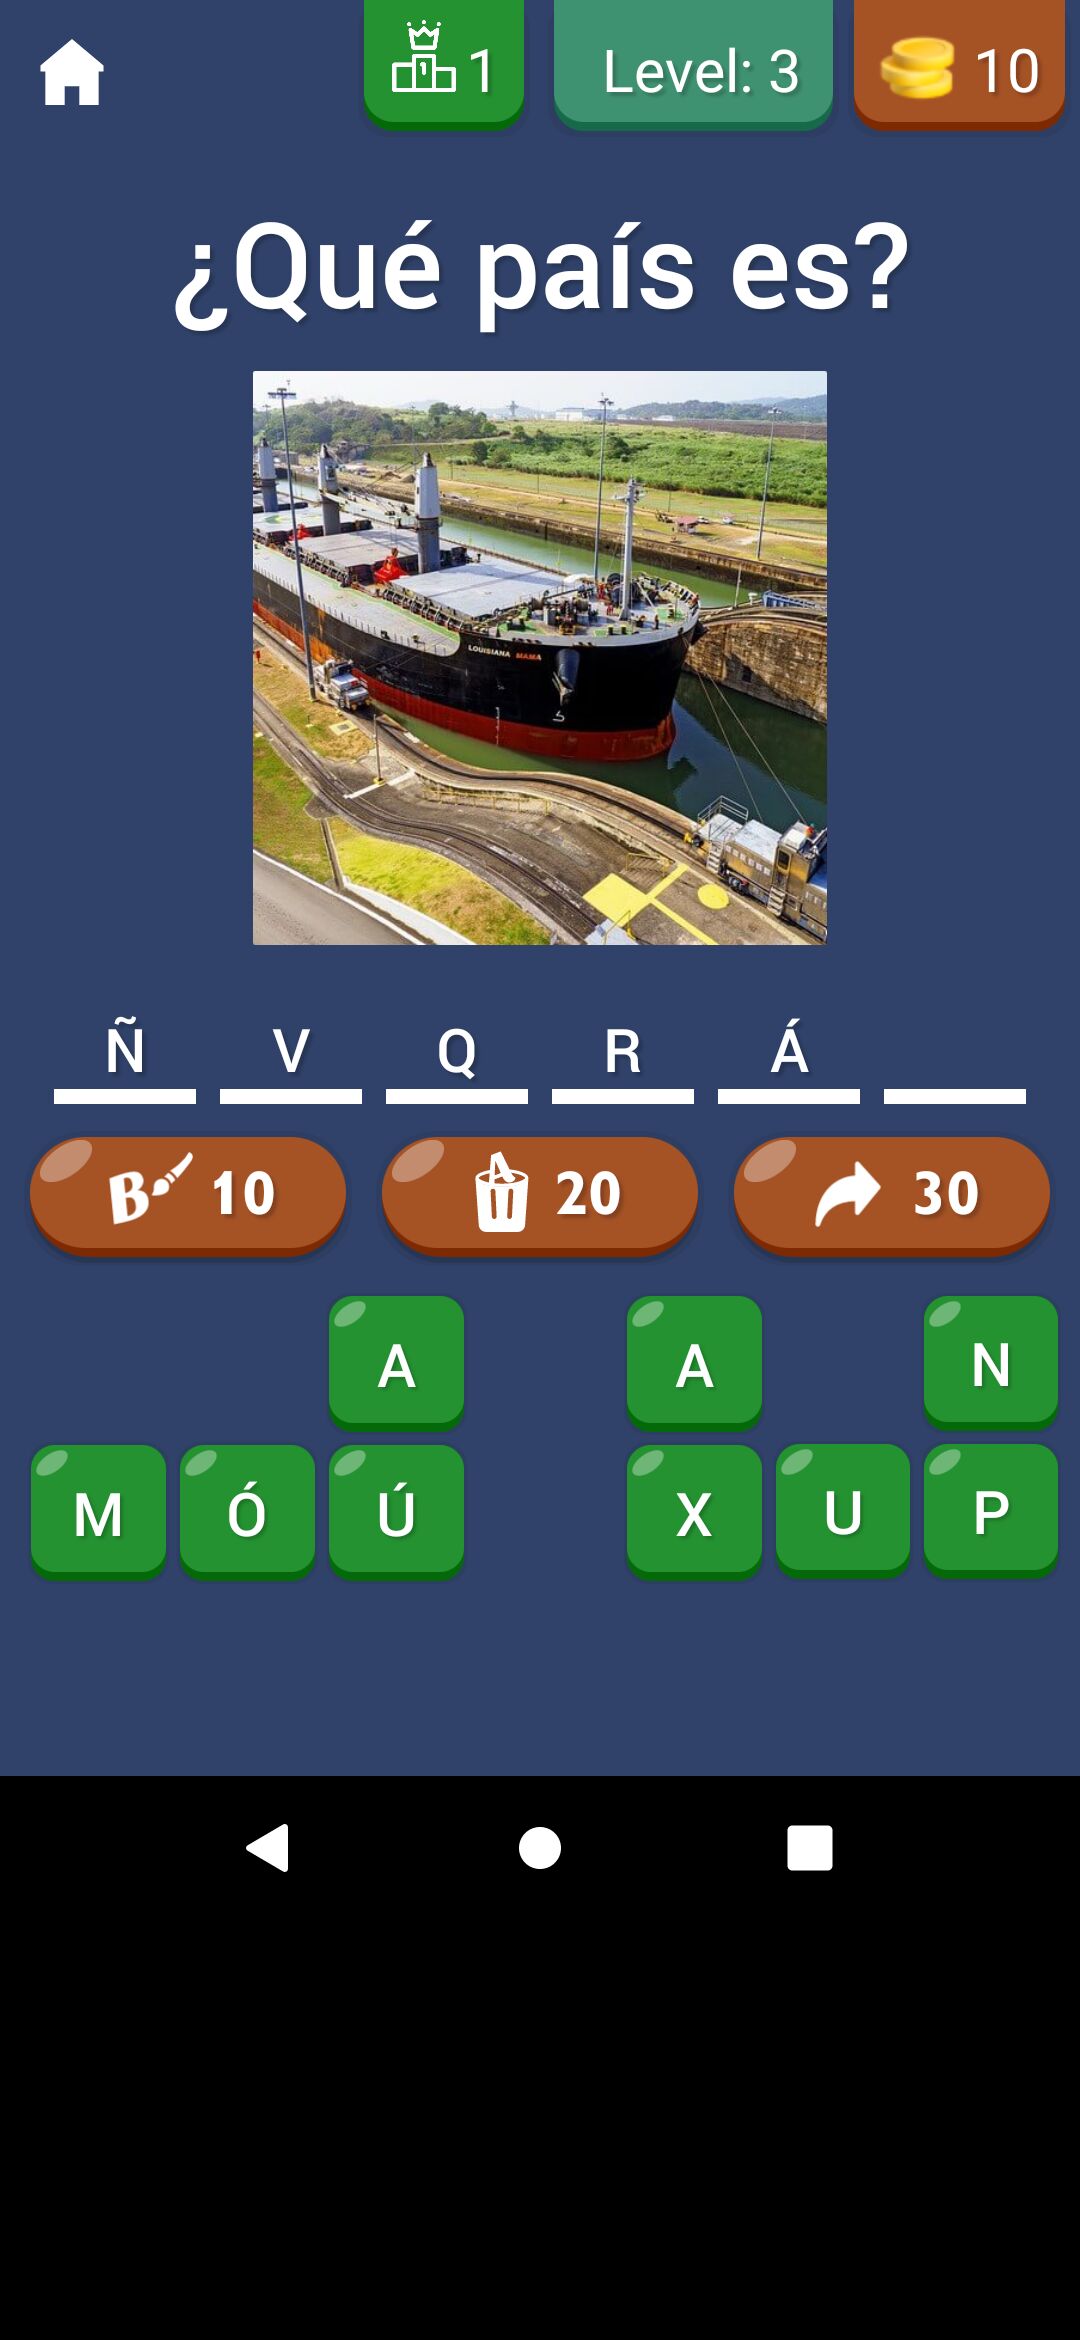 1 Level: 3 10
¿Qué país es?
LOUISIANA MAMA
Ñ V Q R Á
B 10 20 30
A A N
M Ó Ú X U P